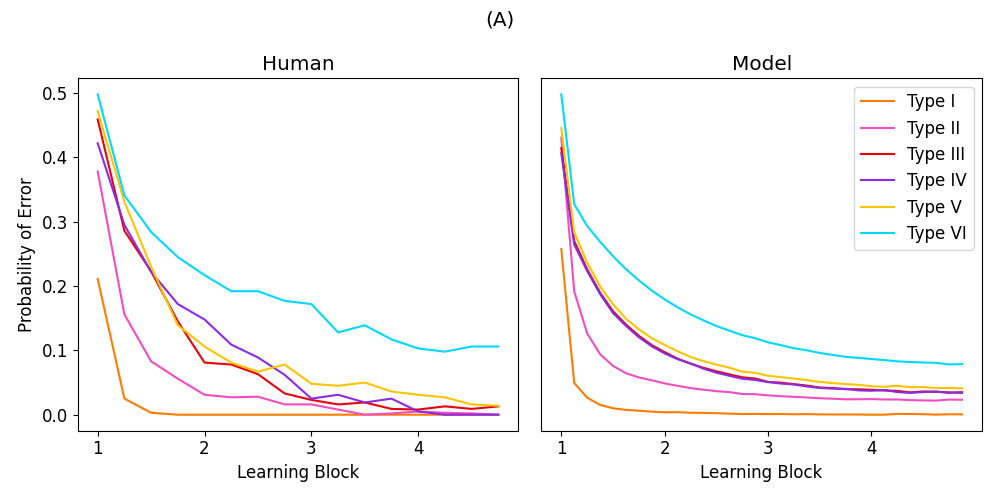 (A)
Human
Model
Probability of Error
0.5
0.4
0.3
0.2
0.1
0.0
1 2 3 4
Learning Block
1 2 3 4
Learning Block
Type I
Type II
Type III
Type IV
Type V
Type VI